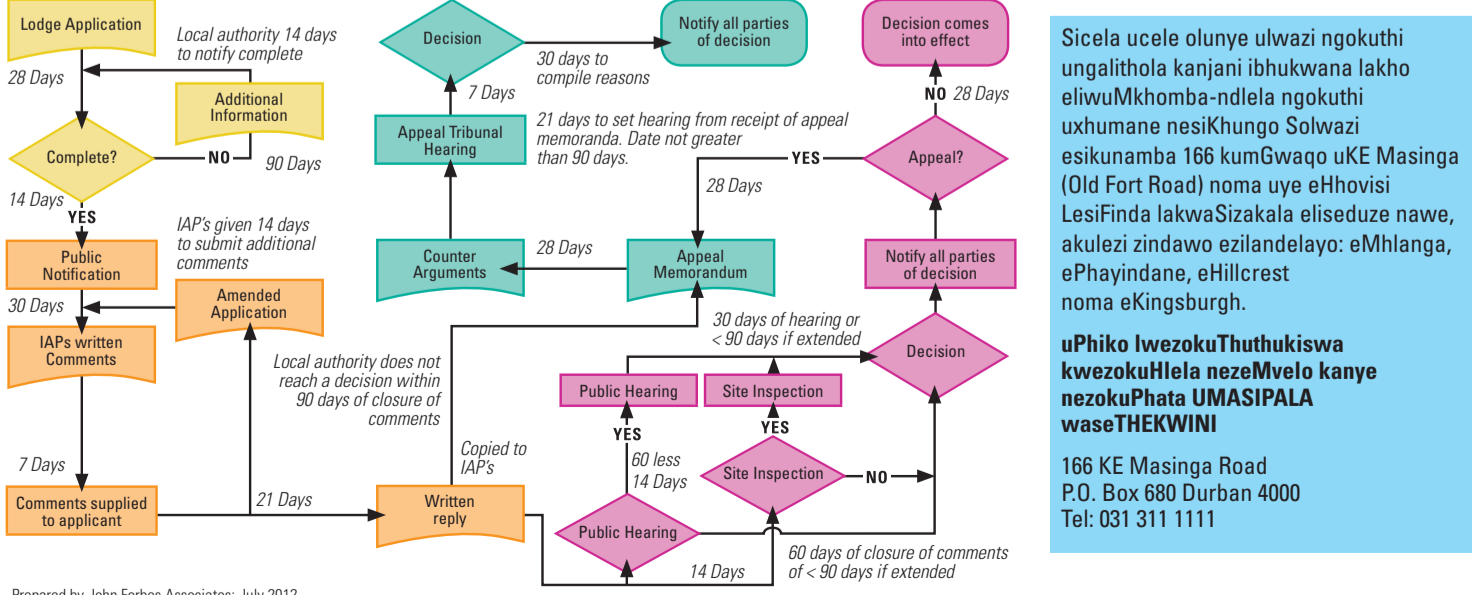 Lodge Application
Local authority 14 days
to notify complete
28 Days
Additional
Information
Complete?
NO
90 Days
14 Days
YES
IAP's given 14 days
to submit additional
comments
Public
Notification
30 Days
Amended
Application
IAPs written
Comments
Local authority does not
reach a decision within
90 days of closure of
comments
7 Days
Comments supplied
to applicant
21 Days
Copied to
IAP's
Written
reply
Decision
30 days to
compile reasons
Notify all parties
of decision
7 Days
Appeal Tribunal
Hearing
21 days to set hearing from receipt of appeal
memoranda. Date not greater
than 90 days.
28 Days
Counter
Arguments
28 Days
Appeal
Memorandum
Decision comes
into effect
NO 28 Days
YES
Appeal?
Notify all parties
of decision
30 days of hearing or
< 90 days if extended
Decision
Public Hearing
Site Inspection
YES
YES
60 less
14 Days
Site Inspection
NO
Public Hearing
14 Days
60 days of closure of comments
of < 90 days if extended
Prepared by John Forbes Associates: July 2012
Sicela ucele olunye ulwazi ngokuthi
ungalithola kanjani ibhukwana lakho
eliwuMkhomba-ndlela ngokuthi
uxhumane nesiKhungo Solwazi
esikunamba 166 kumGwaqo uKE Masinga
(Old Fort Road) noma uye eHhovisi
LesiFinda lakwaSizakala eliseduze nawe,
akulezi zindawo ezilandelayo: eMhlanga,
ePhayindane, eHillcrest
noma eKingsburgh.
uPhiko lwezokuThuthukiswa
kwezokuHlela nezeMvelo kanye
nezokuPhata UMASIPALA
waseTHEKWINI
166 KE Masinga Road
P.O. Box 680 Durban 4000
Tel: 031 311 1111